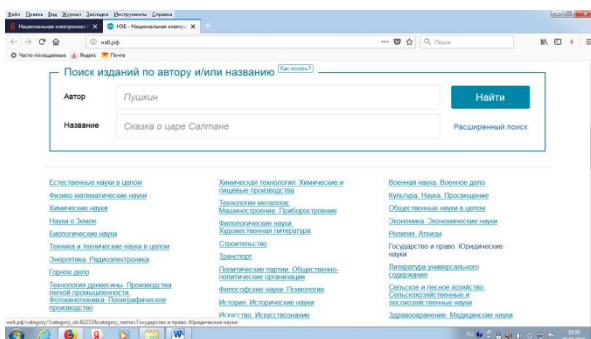 Файл Правка Вид Журнал Закладки Инструменты Справка
НЭБ - Национальная электро
нэб.рф
Поиск
Часто посещаемые Яндекс Почта
Поиск изданий по автору и/или названию Как искать?
Автор Пушкин Найти
Название Сказка о царе Салтане Расширенный поиск
Естественные науки в целом
Физико-математические науки
Химические науки
Науки о Земле
Биологические науки
Техника и технические науки в целом
Энергетика. Радиоэлектроника
Горное дело
Технология древесины. Производства
легкой промышленности.
Фотокинотехника. Полиграфическое
производство
Химическая технология. Химические и
пищевые производства
Технология металлов.
Машиностроение. Приборостроение
Филологические науки.
Художественная литература
Строительство
Транспорт
Политические партии. Общественно-
политические организации
Философские науки. Психология
История. Исторические науки
Искусство. Искусствознание
Военная наука. Военное дело
Культура. Наука. Просвещение
Общественные науки в целом
Экономика. Экономические науки
Религия. Атеизм
Государство и право. Юридические
науки
Литература универсального
содержания
Сельское и лесное хозяйство.
Сельскохозяйственные и
лесохозяйственные науки
Здравоохранение. Медицинские науки